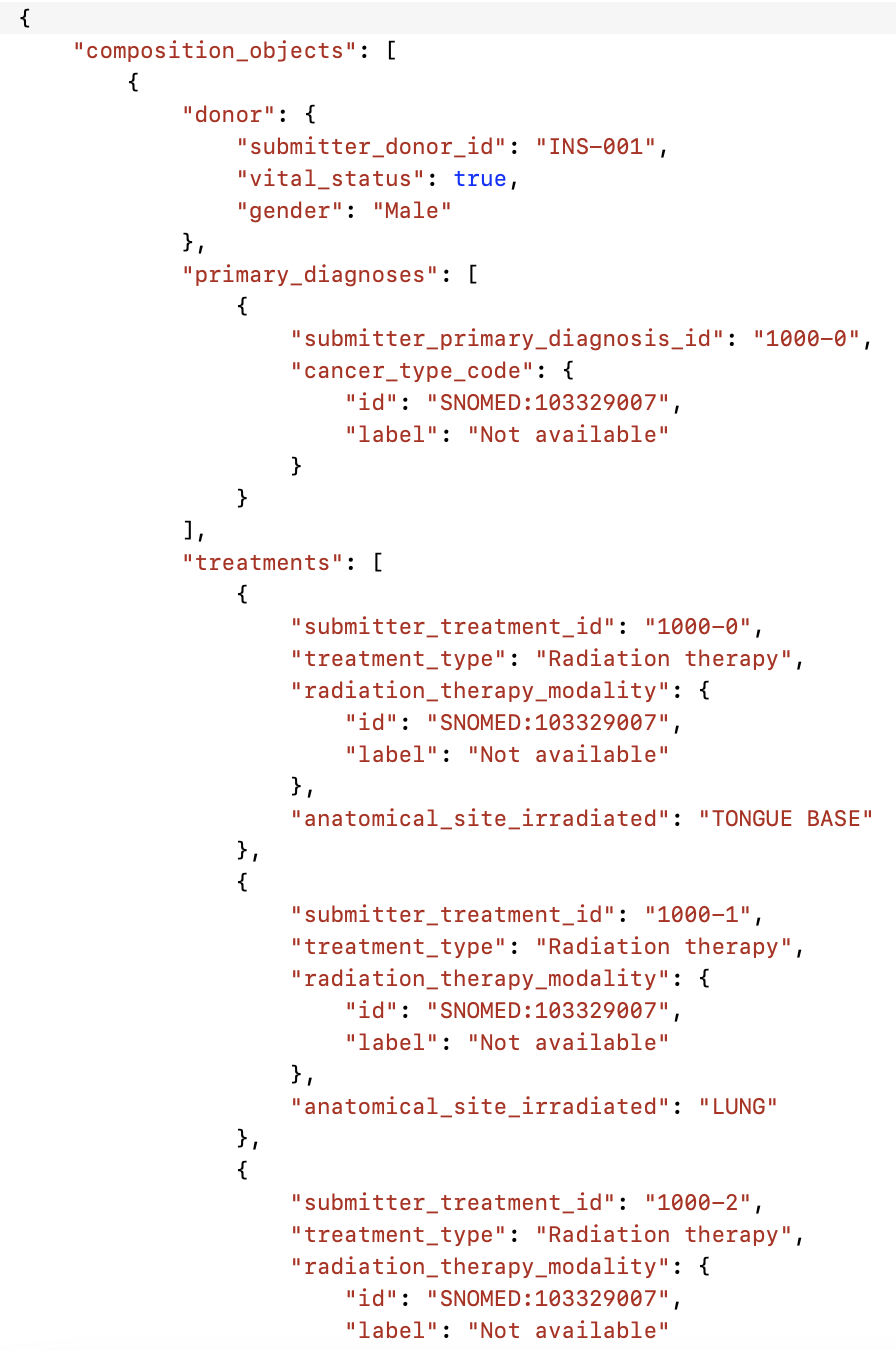 {
    "composition_objects": [
        {
            "donor": {
                "submitter_donor_id": "INS-001",
                "vital_status": true,
                "gender": "Male"
            },
            "primary_diagnoses": [
                {
                    "submitter_primary_diagnosis_id": "1000-0",
                    "cancer_type_code": {
                        "id": "SNOMED:103329007",
                        "label": "Not available"
                    }
                }
            ],
            "treatments": [
                {
                    "submitter_treatment_id": "1000-0",
                    "treatment_type": "Radiation therapy",
                    "radiation_therapy_modality": {
                        "id": "SNOMED:103329007",
                        "label": "Not available"
                    },
                    "anatomical_site_irradiated": "TONGUE BASE"
                },
                {
                    "submitter_treatment_id": "1000-1",
                    "treatment_type": "Radiation therapy",
                    "radiation_therapy_modality": {
                        "id": "SNOMED:103329007",
                        "label": "Not available"
                    },
                    "anatomical_site_irradiated": "LUNG"
                },
                {
                    "submitter_treatment_id": "1000-2",
                    "treatment_type": "Radiation therapy",
                    "radiation_therapy_modality": {
                        "id": "SNOMED:103329007",
                        "label": "Not available"